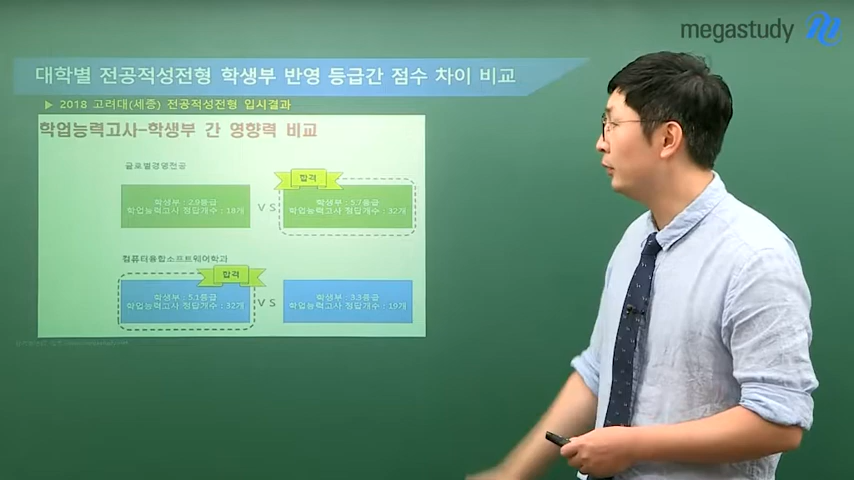 megastudy
대학별 전공적성전형 학생부 반영 등급간 점수 차이 비교
▶ 2018 고려대(세종) 전공적성전형 입시결과
학업능력고사-학생부 간 영향력 비교
글로벌경영전공
합격
학생부 : 2.9등급
학업능력고사 정답개수 : 18개
VS
학생부 : 5.7등급
학업능력고사 정답개수 : 32개
컴퓨터융합소프트웨어학과
합격
학생부 : 5.1등급
학업능력고사 정답개수 : 32개
VS
학생부 : 3.3등급
학업능력고사 정답개수 : 19개